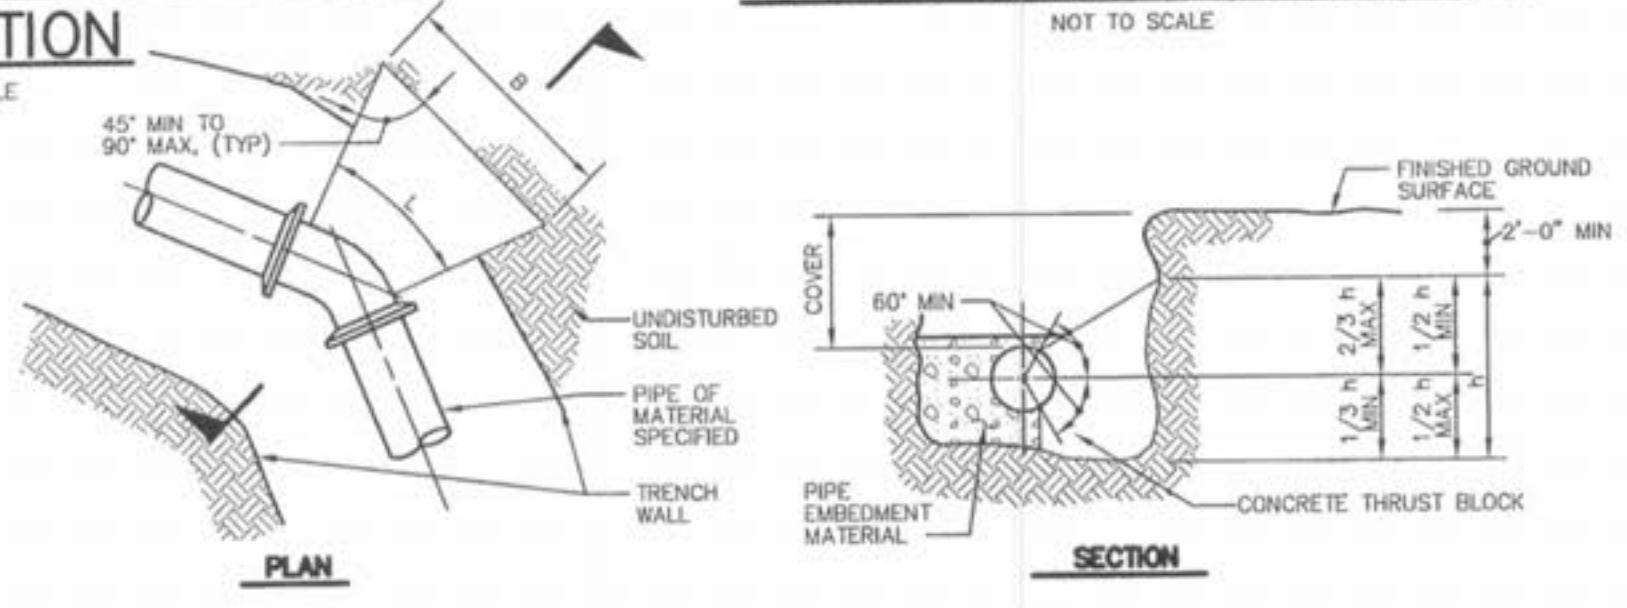 TION
LE
NOT TO SCALE
45° MIN TO
90° MAX. (TYP)
B
L
UNDISTURBED
SOIL
PIPE OF
MATERIAL
SPECIFIED
TRENCH
WALL
PLAN
FINISHED GROUND
SURFACE
2'-0" MIN
COVER
60° MIN
2/3 h
MAX
1/2 h
MIN
h
1/3 h
MIN
1/2 h
MAX
PIPE
EMBEDMENT
MATERIAL
CONCRETE THRUST BLOCK
SECTION